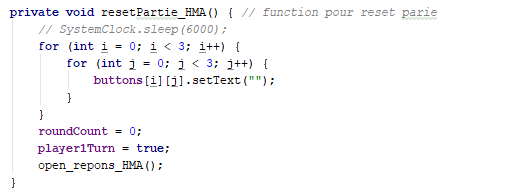 private void resetPartie_HMA() { // function pour reset parie
// SystemClock.sleep(6000);
for (int i = 0; i < 3; i++) {
for (int j = 0; j < 3; j++) {
buttons[i][j].setText("");
}
}
roundCount = 0;
player1Turn = true;
open_repons_HMA();
}